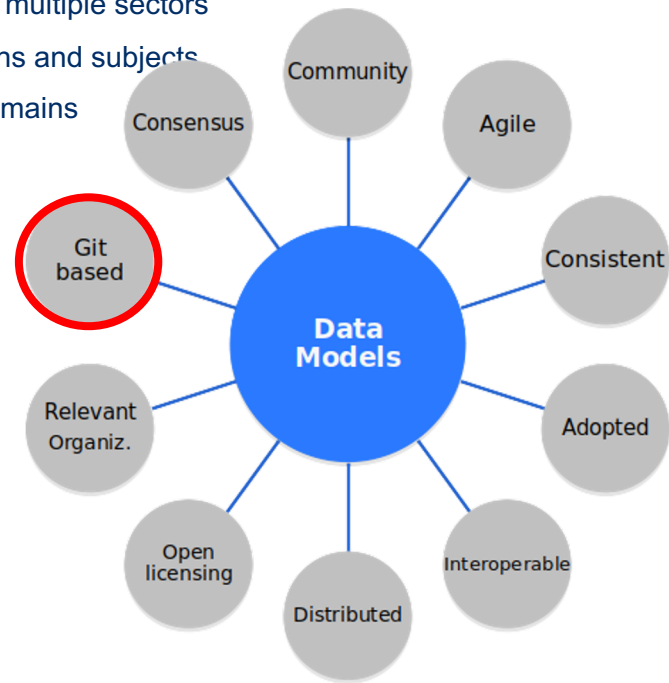 multiple sectors
ns and subjects
mains
Community
Consensus
Agile
Git
based
Consistent
Data
Models
Relevant
Organiz.
Adopted
Open
licensing
Interoperable
Distributed